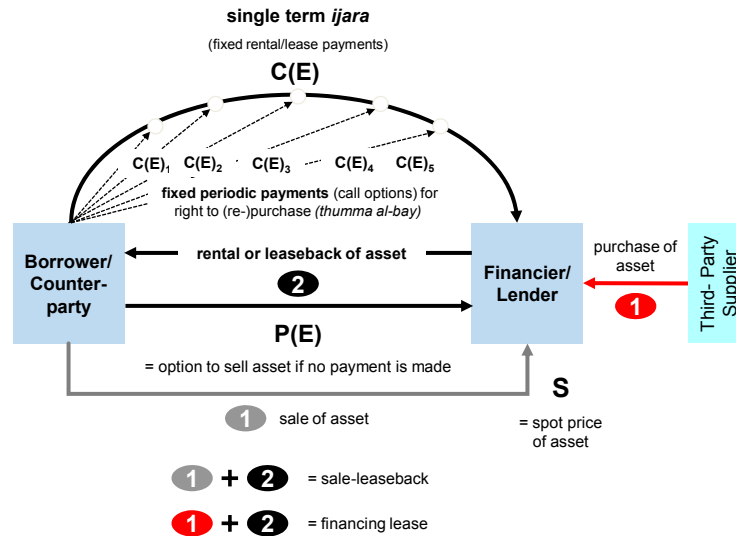 single term ijara
(fixed rental/lease payments)
C(E)
C(E)1 C(E)2 C(E)3 C(E)4 C(E)5
fixed periodic payments (call options) for
right to (re-)purchase (thumma al-bay)
Borrower/
Counter-
party
rental or leaseback of asset
2
Financier/
Lender
purchase of
asset
1
Third- Party
Supplier
P(E)
= option to sell asset if no payment is made
S
= spot price
of asset
1 sale of asset
1 + 2 = sale-leaseback
1 + 2 = financing lease